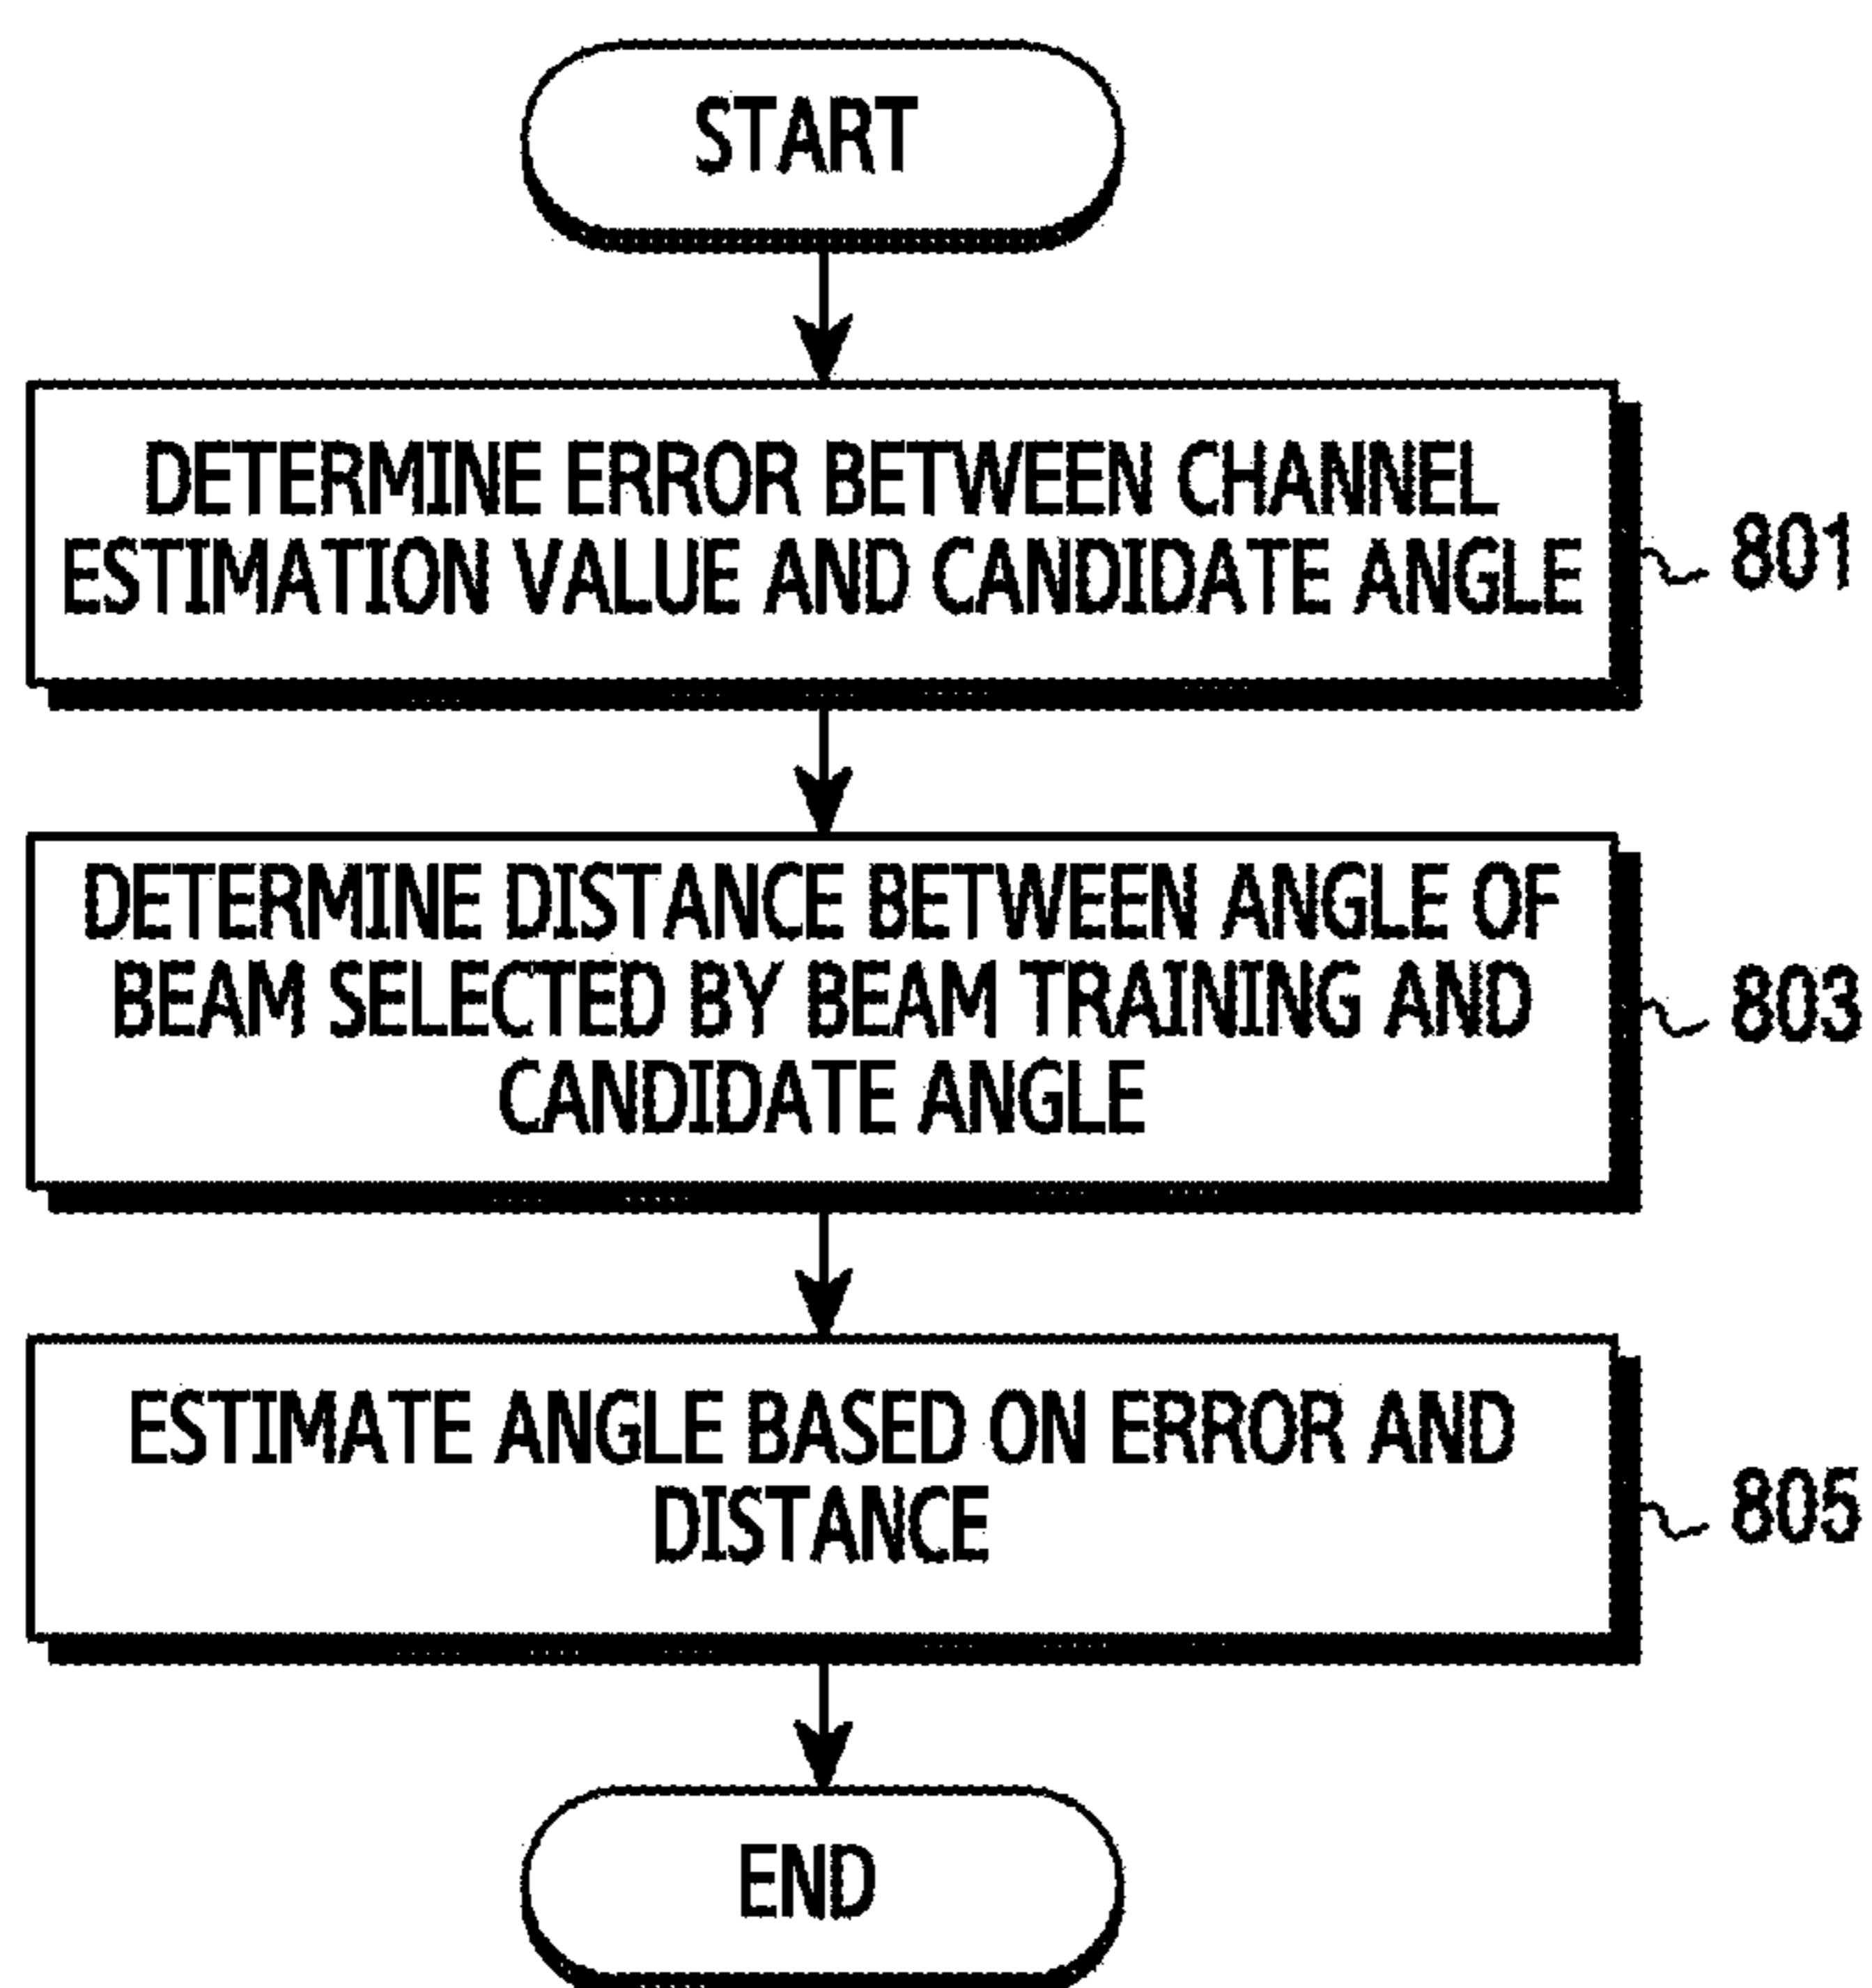 START
DETERMINE ERROR BETWEEN CHANNEL
ESTIMATION VALUE AND CANDIDATE ANGLE
801
DETERMINE DISTANCE BETWEEN ANGLE OF
BEAM SELECTED BY BEAM TRAINING AND
CANDIDATE ANGLE
803
ESTIMATE ANGLE BASED ON ERROR AND
DISTANCE
805
END